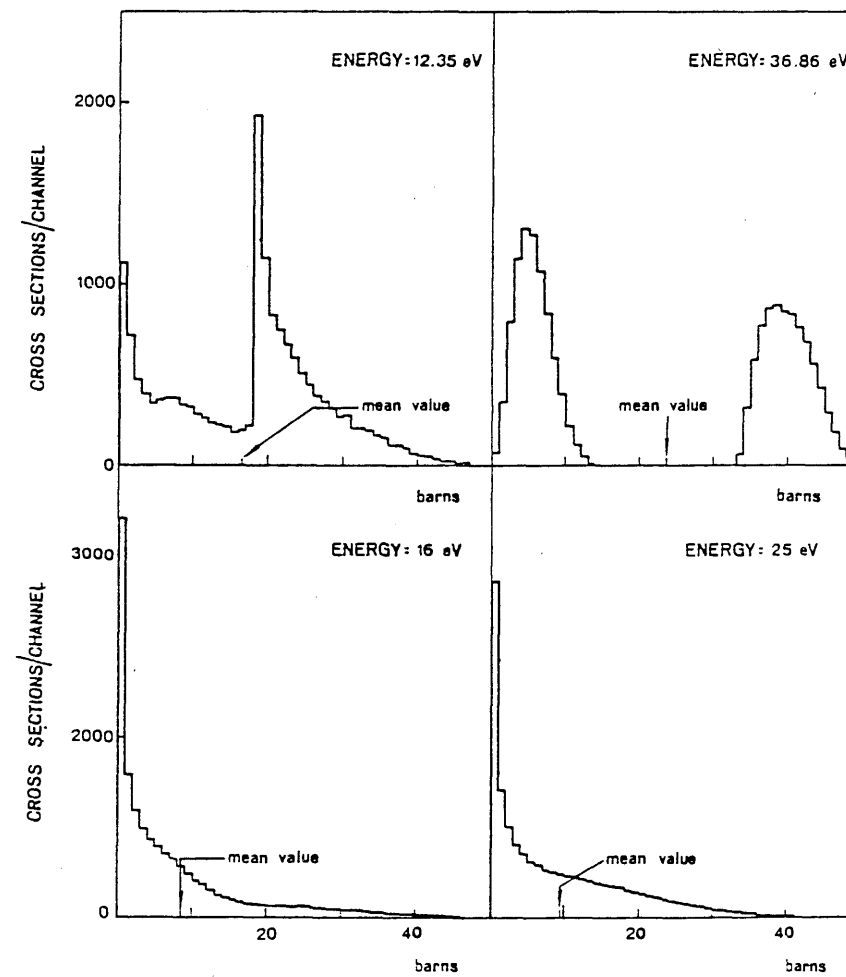 ENERGY: 12.35 eV
ENERGY: 36.86 eV
2000
1000
0
CROSS SECTIONS/CHANNEL
mean value
mean value
barns
barns
ENERGY: 16 eV
ENERGY: 25 eV
3000
2000
0
CROSS SECTIONS/CHANNEL
mean value
mean value
20
40
20
40
barns
barns